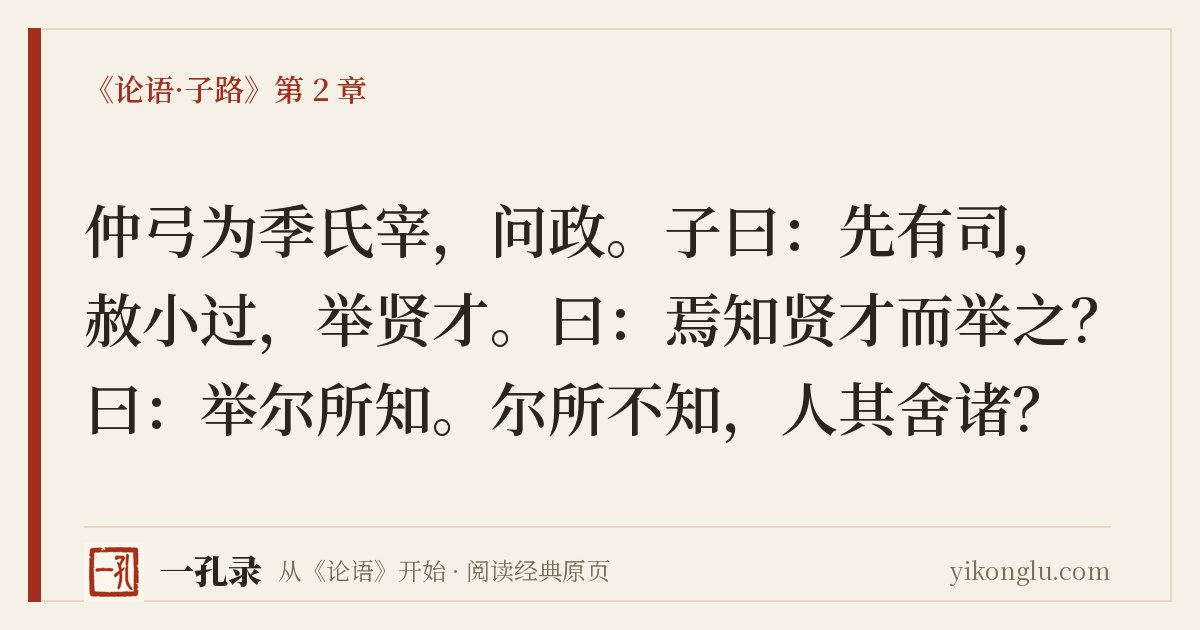 《论语·子路》第 2 章
仲弓为季氏宰，问政。子曰：先有司，
赦小过，举贤才。曰：焉知贤才而举之？
曰：举尔所知。尔所不知，人其舍诸？
一孔
一孔录 从《论语》开始 · 阅读经典原页 yikonglu.com